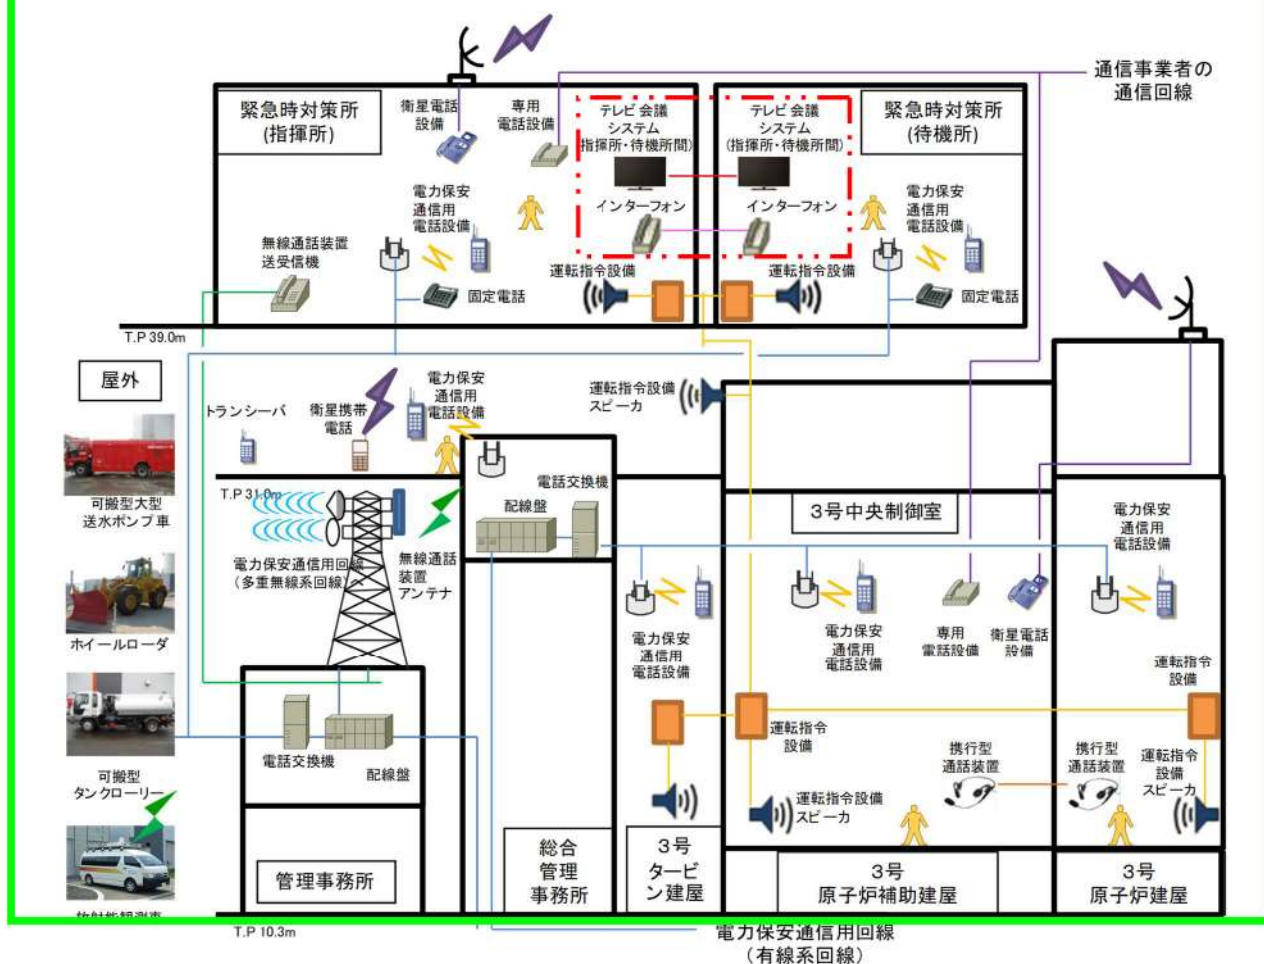 通信事業者の
通信回線
緊急時対策所
(指揮所)
衛星電話
設備
専用
電話設備
テレビ会議
システム
(指揮所・待機所間)
テレビ会議
システム
(指揮所・待機所間)
緊急時対策所
(待機所)
電力保安
通信用
電話設備
インターフォン
インターフォン
電力保安
通信用
電話設備
無線通話装置
送受信機
固定電話
運転指令設備
運転指令設備
固定電話
T.P 39.0m
屋外
トランシーバ
衛星携帯
電話
電力保安
通信用
電話設備
運転指令設備
スピーカ
可搬型大型
送水ポンプ車
T.P 31.0m
電話交換機
配線盤
3号中央制御室
電力保安
通信用
電話設備
電力保安通信用回線
(多重無線系回線)へ
無線通話
装置
アンテナ
ホイールローダ
電力保安
通信用
電話設備
電力保安
通信用
電話設備
専用
電話設備
衛星電話
設備
運転指令
設備
電話交換機
配線盤
運転指令
設備
携行型
通話装置
携行型
通話装置
運転指令
設備
スピーカ
可搬型
タンクローリー
運転指令設備
スピーカ
管理事務所
総合
管理
事務所
3号
タービ
ン建屋
3号
原子炉補助建屋
3号
原子炉建屋
放射能観測車
T.P 10.3m
電力保安通信用回線
(有線系回線)